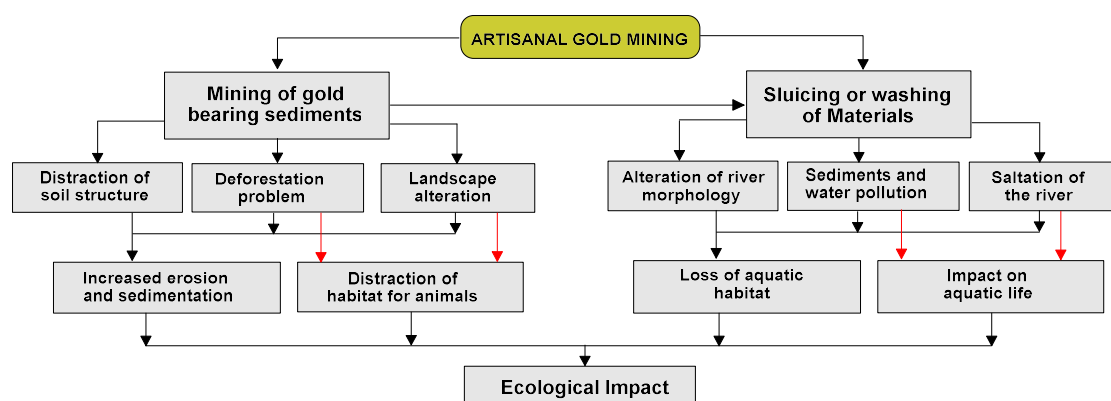 ARTISANAL GOLD MINING
Mining of gold
bearing sediments
Sluicing or washing
of Materials
Distraction of
soil structure
Deforestation
problem
Landscape
alteration
Alteration of river
morphology
Sediments and
water pollution
Saltation of
the river
Increased erosion
and sedimentation
Distraction of
habitat for animals
Loss of aquatic
habitat
Impact on
aquatic life
Ecological Impact